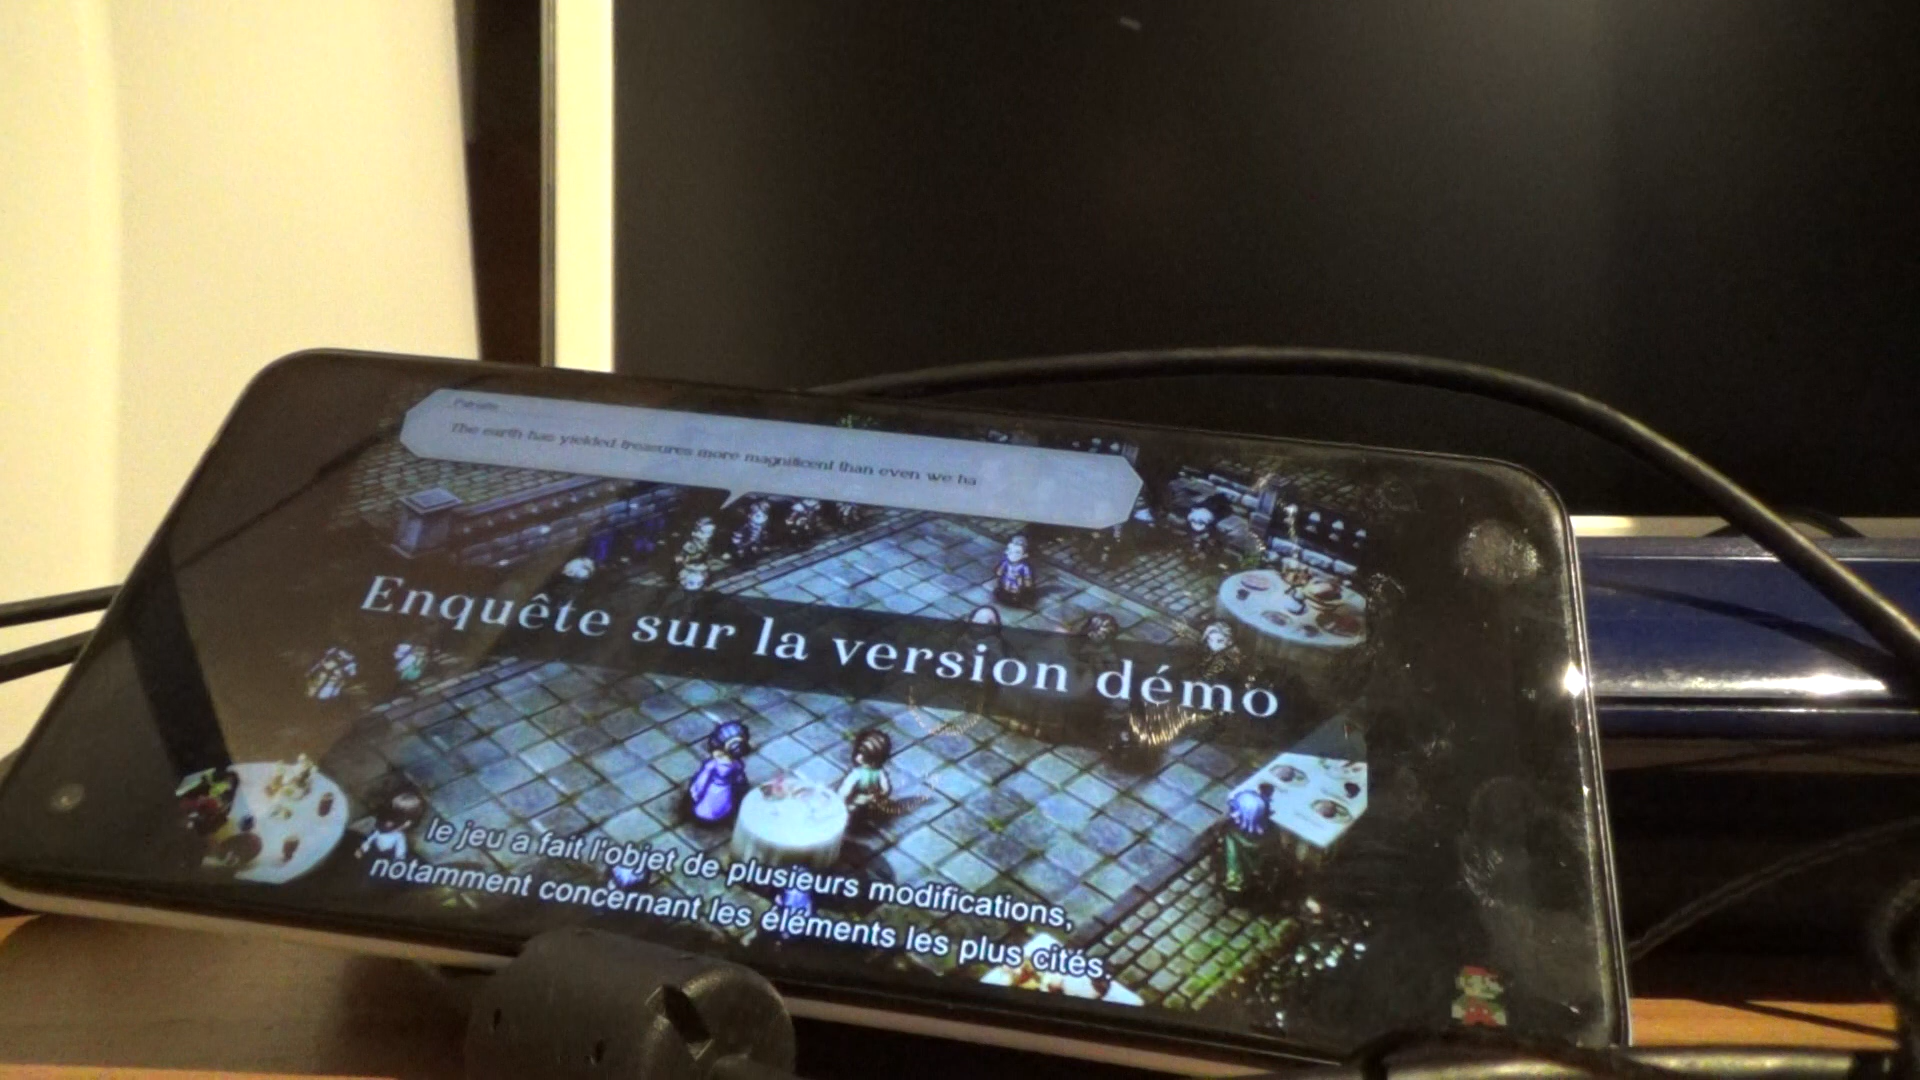 The earth has yielded treasures more magnificent than even we ha
Enquête sur la version démo
le jeu a fait l'objet de plusieurs modifications,
notamment concernant les éléments les plus cités.